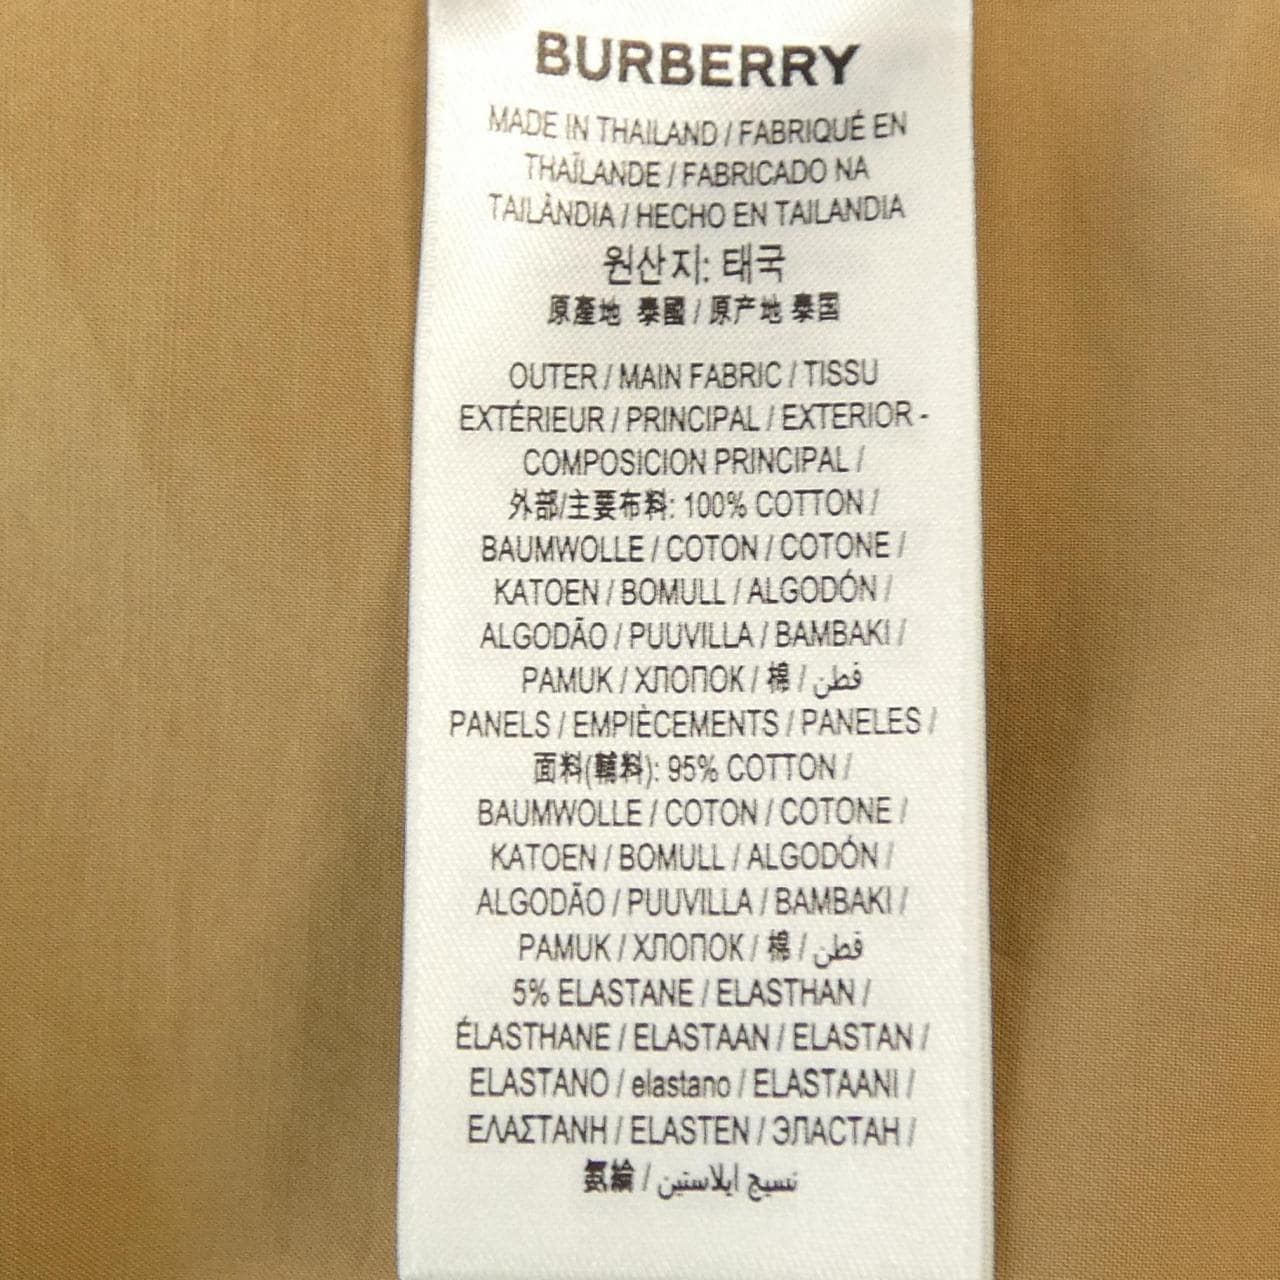 BURBERRY
MADE IN THAILAND / FABRIQUÉ EN
THAÏLANDE / FABRICADO NA
TAILÂNDIA / HECHO EN TAILANDIA
원산지: 태국
原產地 泰國 / 原产地 泰国
OUTER / MAIN FABRIC / TISSU
EXTÉRIEUR / PRINCIPAL / EXTERIOR -
COMPOSICION PRINCIPAL /
外部/主要布料: 100% COTTON /
BAUMWOLLE / COTON / COTONE /
KATOEN / BOMULL / ALGODÓN /
ALGODÃO / PUUVILLA / BAMBAKI /
PAMUK / ХЛОПОК / 棉 / قطن
PANELS / EMPIÈCEMENTS / PANELES /
面料(輔料): 95% COTTON /
BAUMWOLLE / COTON / COTONE /
KATOEN / BOMULL / ALGODÓN /
ALGODÃO / PUUVILLA / BAMBAKI /
PAMUK / ХЛОПОК / 棉 / قطن
5% ELASTANE / ELASTHAN /
ÉLASTHANE / ELASTAAN / ELASTAN /
ELASTANO / elastano / ELASTAANI /
ΕΛΑΣΤΑΝΗ / ELASTEN / ЭЛАСТАН /
氨綸 / نسيج ايلاستين